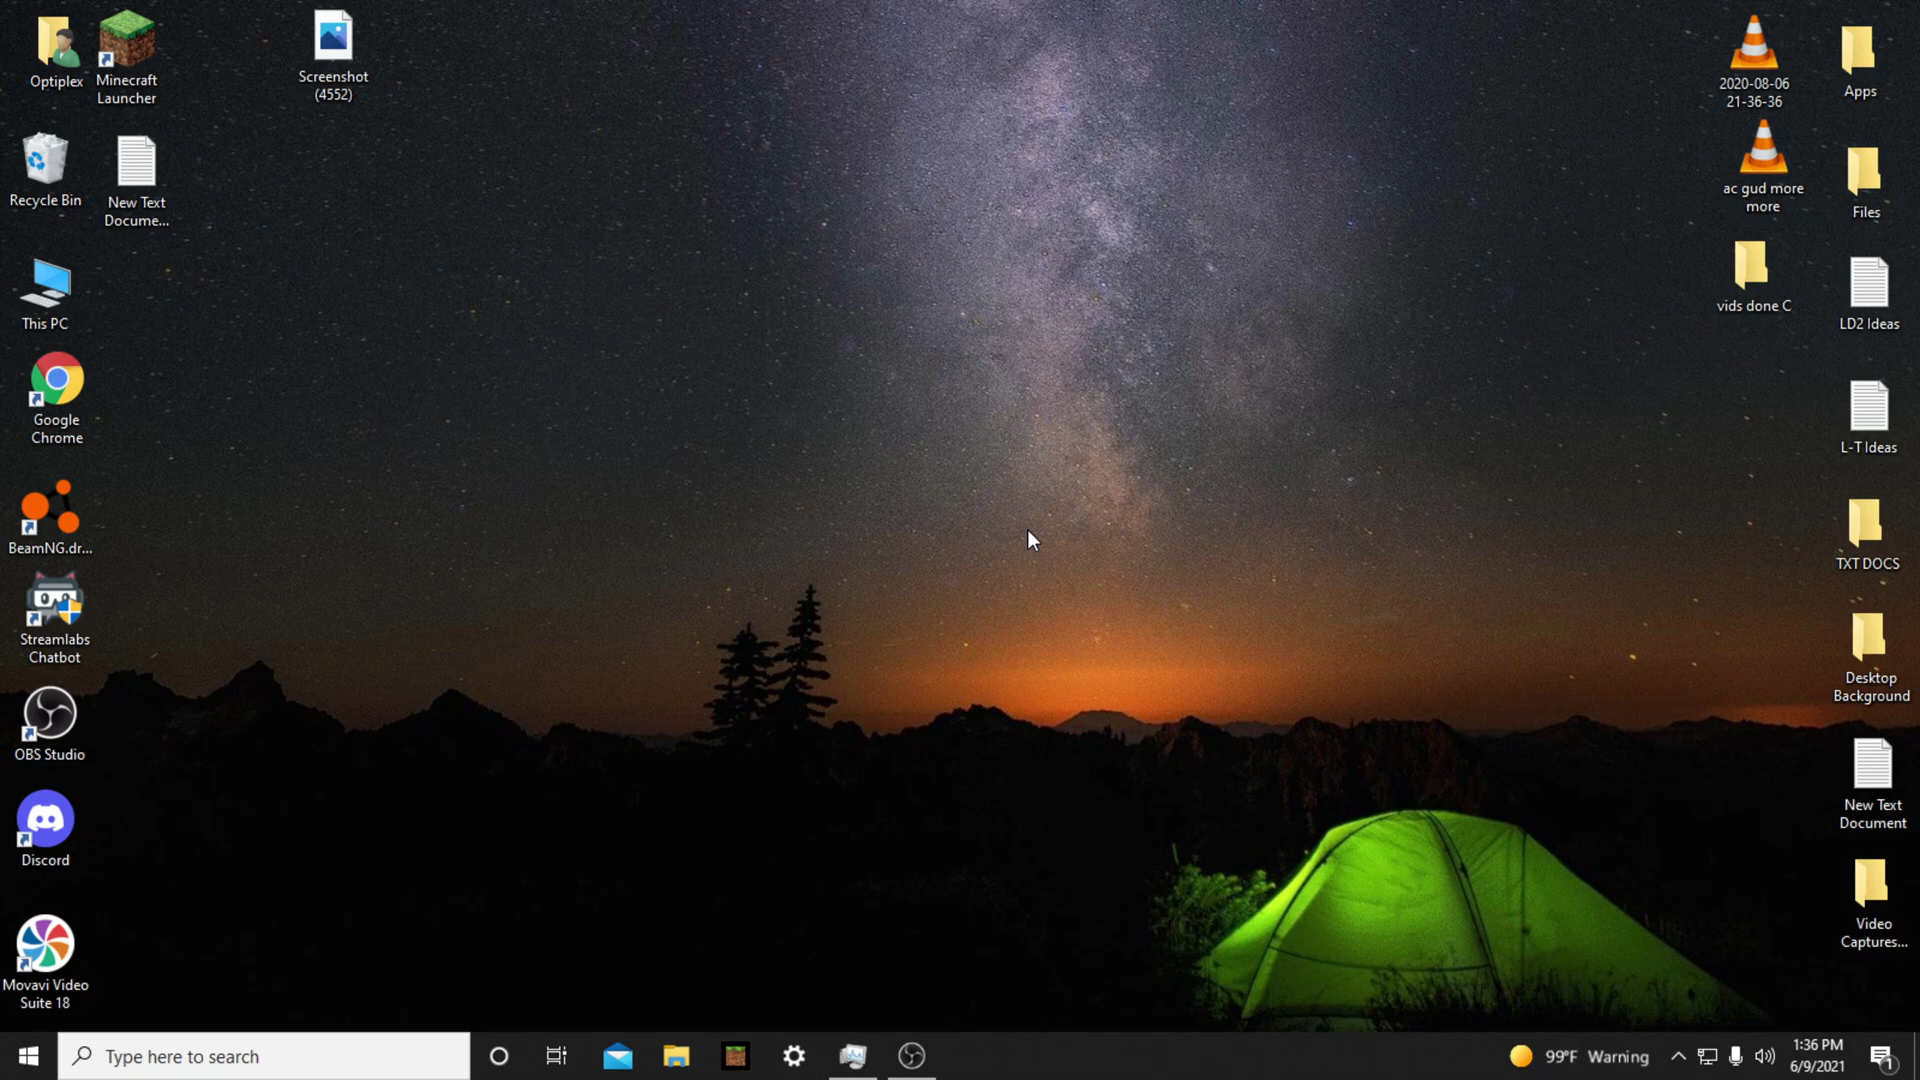 Optiplex
Minecraft
Launcher
Screenshot
(4552)
2020-08-06
21-36-36
Apps
Recycle Bin
New Text
Docume...
ac gud more
more
Files
This PC
vids done C
LD2 Ideas
Google
Chrome
L-T Ideas
BeamNG.dr...
TXT DOCS
Streamlabs
Chatbot
Desktop
Background
OBS Studio
New Text
Document
Discord
Video
Captures...
Movavi Video
Suite 18
Type here to search
99°F Warning
1:36 PM
6/9/2021
1